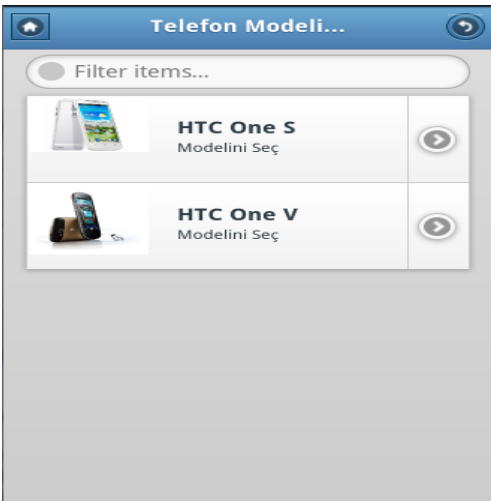 Telefon Modeli...
Filter items...
HTC One S
Modelini Seç
HTC One V
Modelini Seç